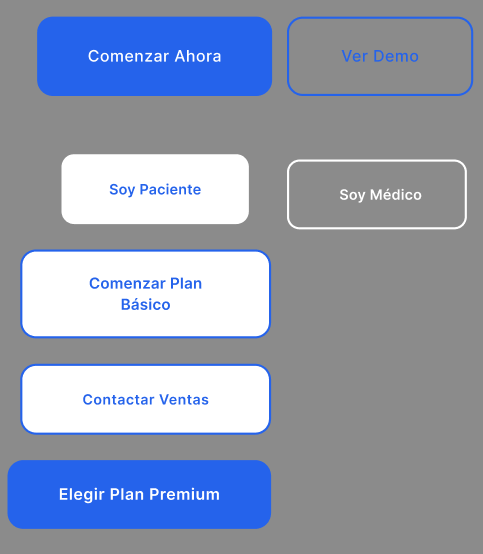 Comenzar Ahora
Ver Demo
Soy Paciente
Soy Médico
Comenzar Plan
Básico
Contactar Ventas
Elegir Plan Premium